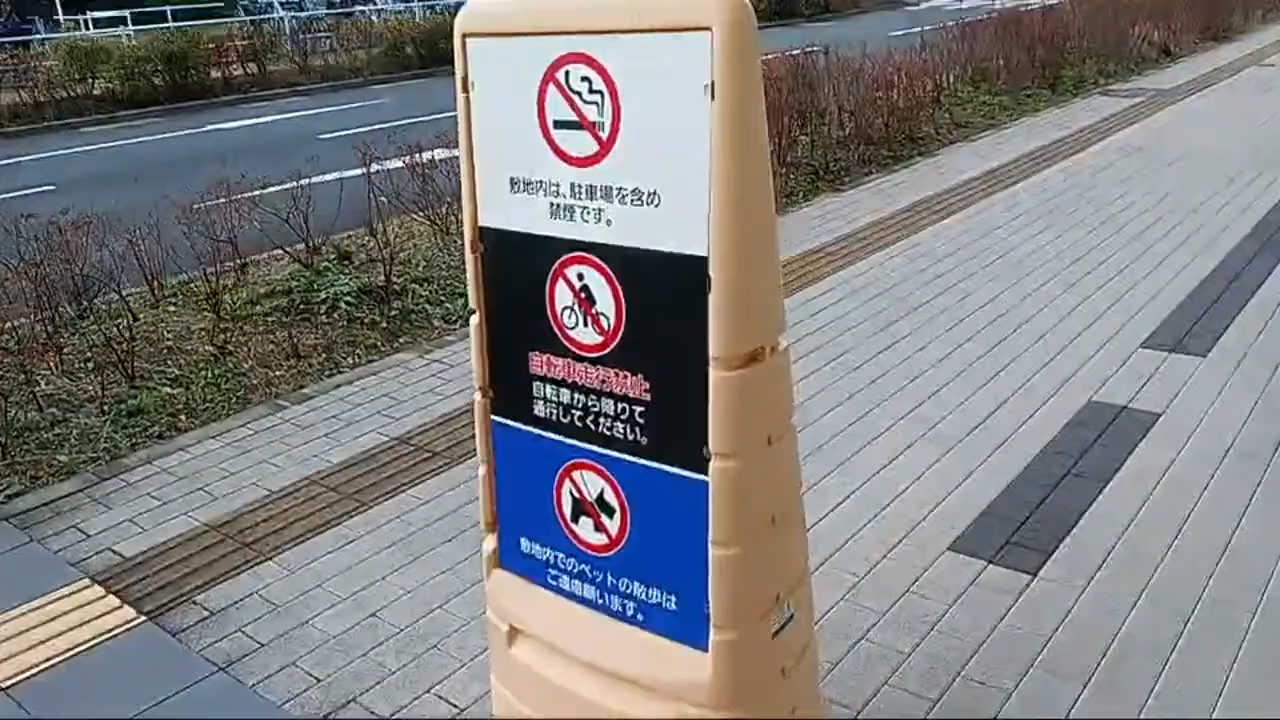 敷地内は、駐車場を含め
禁煙です。
自転車走行禁止
自転車から降りて
通行してください。
敷地内でのペットの散歩は
ご遠慮願います。